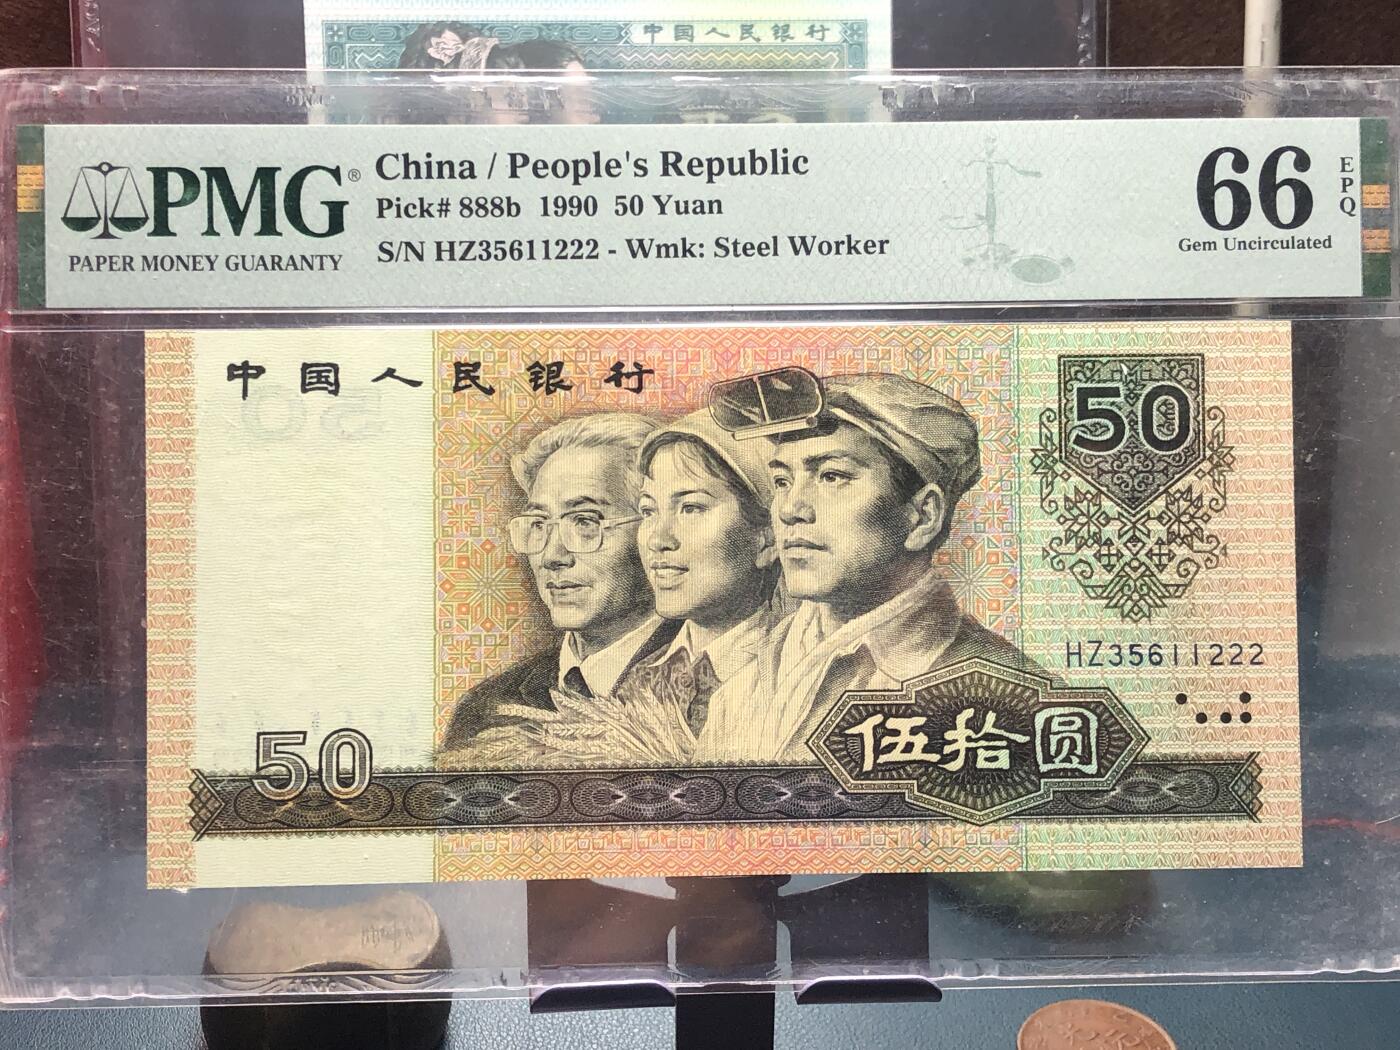 中国人民银行
PMG®
PAPER MONEY GUARANTY
China / People's Republic
Pick# 888b 1990 50 Yuan
S/N HZ35611222 - Wmk: Steel Worker
66
EPQ
Gem Uncirculated
中国人民银行
50
HZ35611222
伍拾圆
50